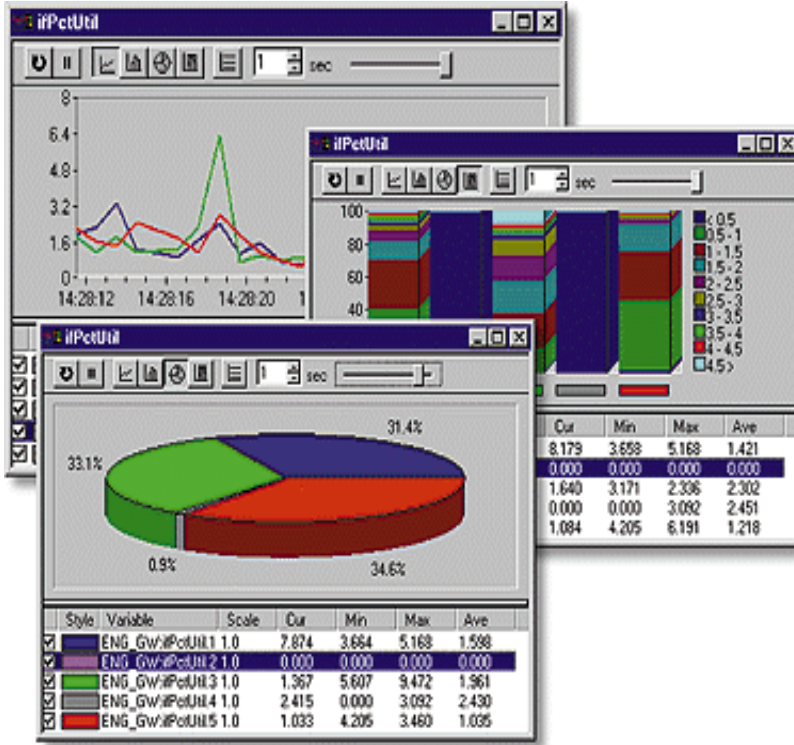 ifPctUtil
1 sec
8
6.4
4.8
3.2
1.6
0
14:28:12 14:28:16 14:28:20 1
ifPctUtil
1 sec
100
80
60
40
< 0.5
0.5 - 1
1 - 1.5
1.5 - 2
2 - 2.5
2.5 - 3
3 - 3.5
3.5 - 4
4 - 4.5
4.5 >
Cur Min Max Ave
8.179 3.658 5.168 1.421
0.000 0.000 0.000 0.000
1.640 3.171 2.336 2.302
0.000 0.000 3.092 2.451
1.084 4.205 6.191 1.218
ifPctUtil
1 sec
31.4%
33.1%
0.9%
34.6%
Style Variable Scale Cur Min Max Ave
ENG_GW:ifPctUtil.1 1.0 7.874 3.664 5.168 1.598
ENG_GW:ifPctUtil.2 1.0 0.000 0.000 0.000 0.000
ENG_GW:ifPctUtil.3 1.0 1.367 5.607 9.472 1.961
ENG_GW:ifPctUtil.4 1.0 2.415 0.000 3.092 2.430
ENG_GW:ifPctUtil.5 1.0 1.033 4.205 3.460 1.035